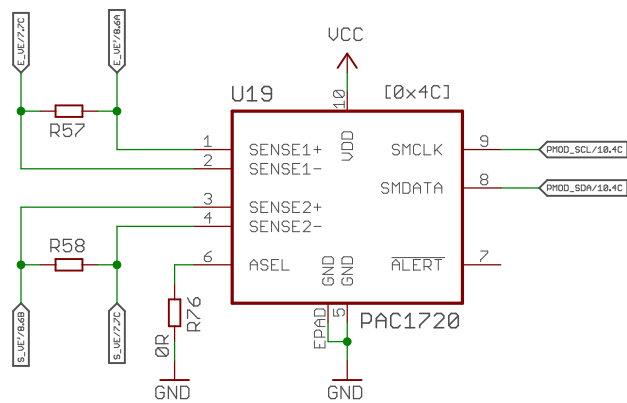 E_VE/7.7C
E_VE'/8.6A
VCC
U19
10
[0x4C]
R57
1
SENSE1+
VDD
SMCLK
9
PMOD_SCL/10.4C
2
SENSE1-
3
SENSE2+
SMDATA
8
PMOD_SDA/10.4C
4
SENSE2-
R58
6
ASEL
GND
GND
ALERT
7
S_VE'/8.6B
S_VE/7.7C
R76
0R
EPAD
5
PAC1720
GND
GND